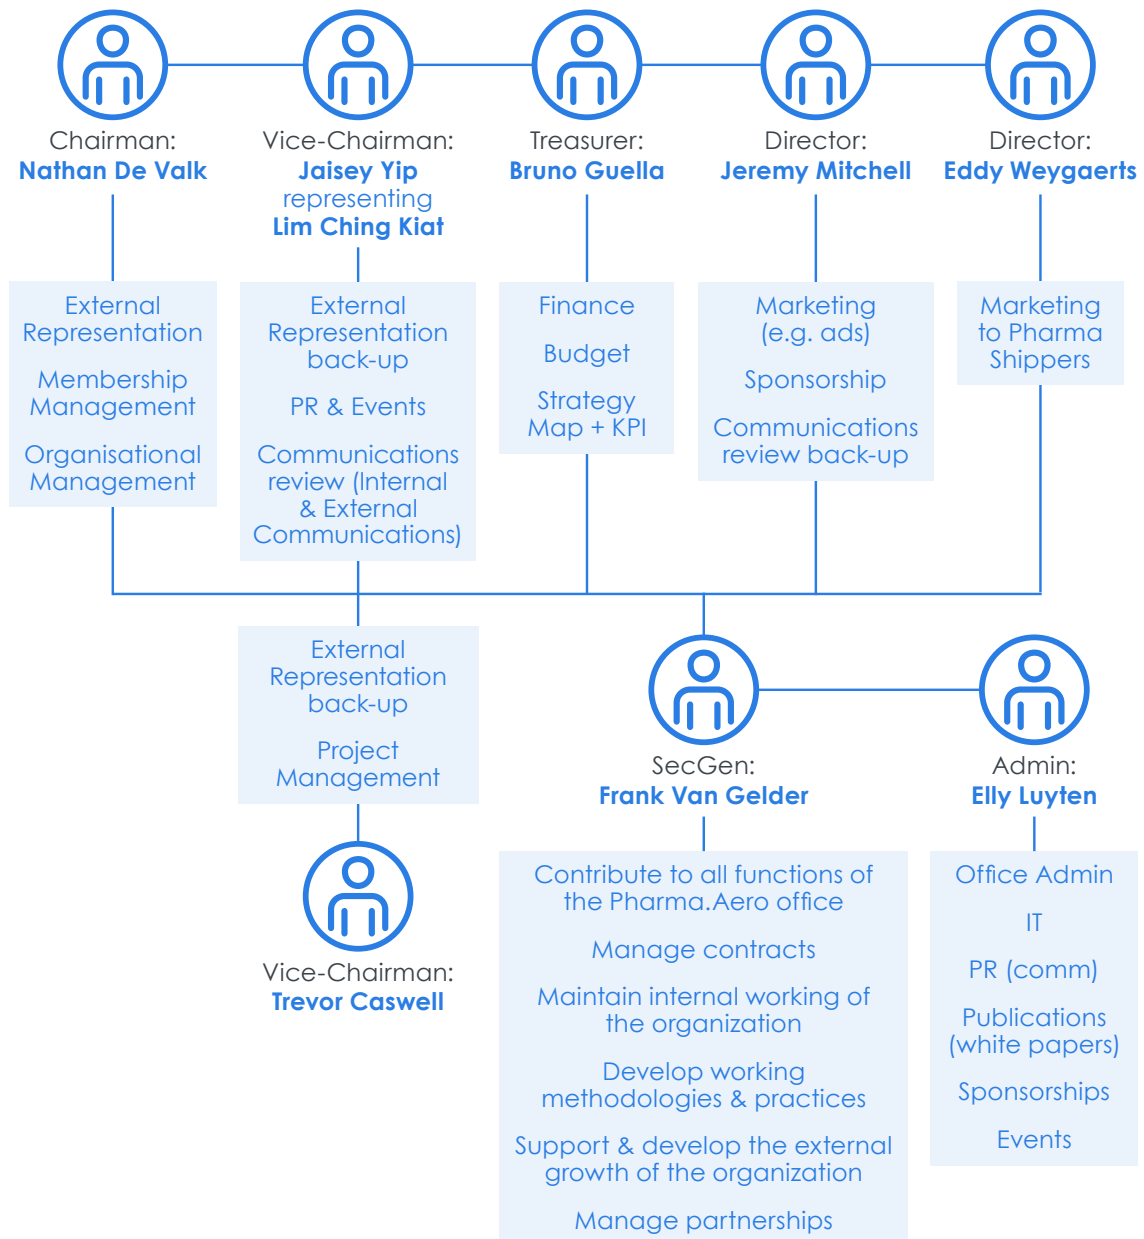 Chairman:
Nathan De Valk
Vice-Chairman:
Jaisey Yip
representing
Lim Ching Kiat
Treasurer:
Bruno Guella
Director:
Jeremy Mitchell
Director:
Eddy Weygaerts
External
Representation
Membership
Management
Organisational
Management
External
Representation
back-up
PR & Events
Communications
review (Internal
& External
Communications)
Finance
Budget
Strategy
Map + KPI
Marketing
(e.g. ads)
Sponsorship
Communications
review back-up
Marketing
to Pharma
Shippers
External
Representation
back-up
Project
Management
Vice-Chairman:
Trevor Caswell
SecGen:
Frank Van Gelder
Admin:
Elly Luyten
Contribute to all functions of
the Pharma.Aero office
Manage contracts
Maintain internal working of
the organization
Develop working
methodologies & practices
Support & develop the external
growth of the organization
Manage partnerships
Office Admin
IT
PR (comm)
Publications
(white papers)
Sponsorships
Events